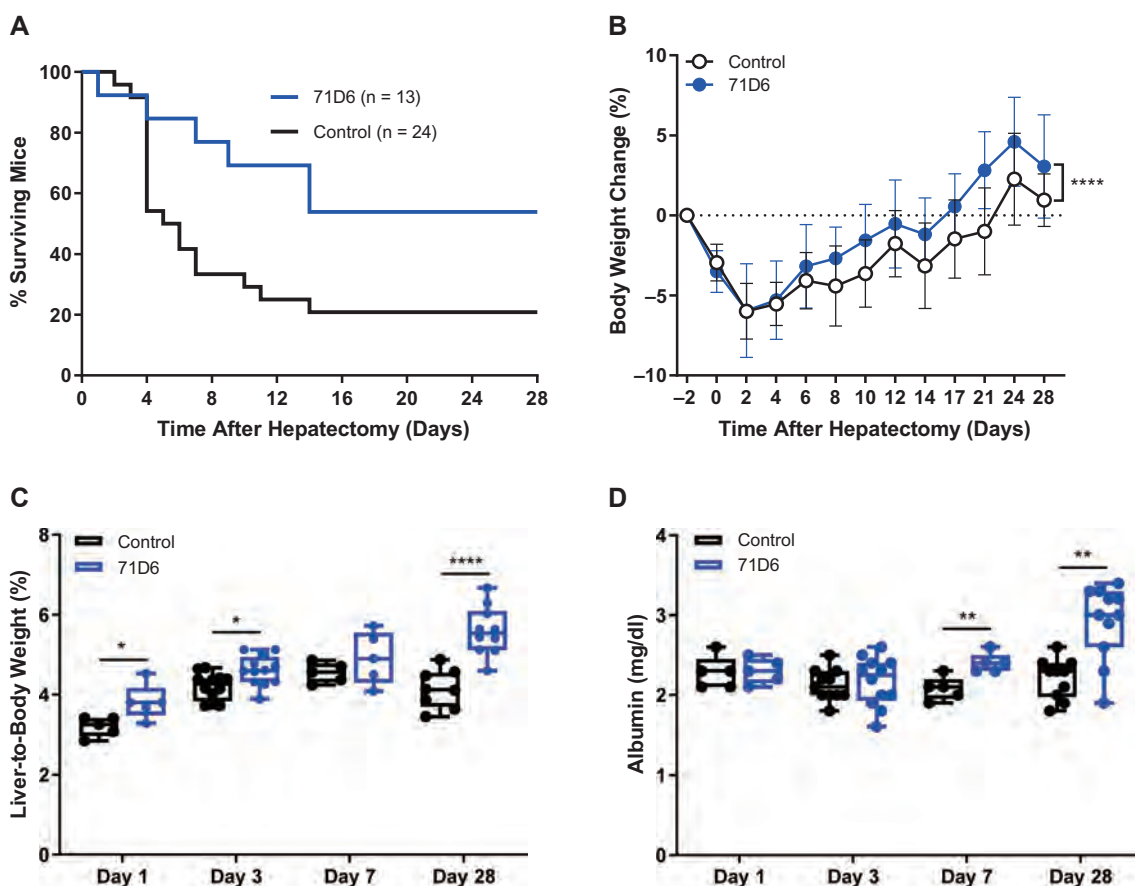 A
% Surviving Mice
100
80
60
40
20
0
71D6 (n = 13)
Control (n = 24)
0 4 8 12 16 20 24 28
Time After Hepatectomy (Days)
B
Body Weight Change (%)
10
5
0
–5
–10
Control
71D6
****
–2 0 2 4 6 8 10 12 14 17 21 24 28
Time After Hepatectomy (Days)
C
Liver-to-Body Weight (%)
8
6
4
2
0
Control
71D6
*
*
****
Day 1 Day 3 Day 7 Day 28
D
Albumin (mg/dl)
4
3
2
1
0
Control
71D6
**
**
Day 1 Day 3 Day 7 Day 28